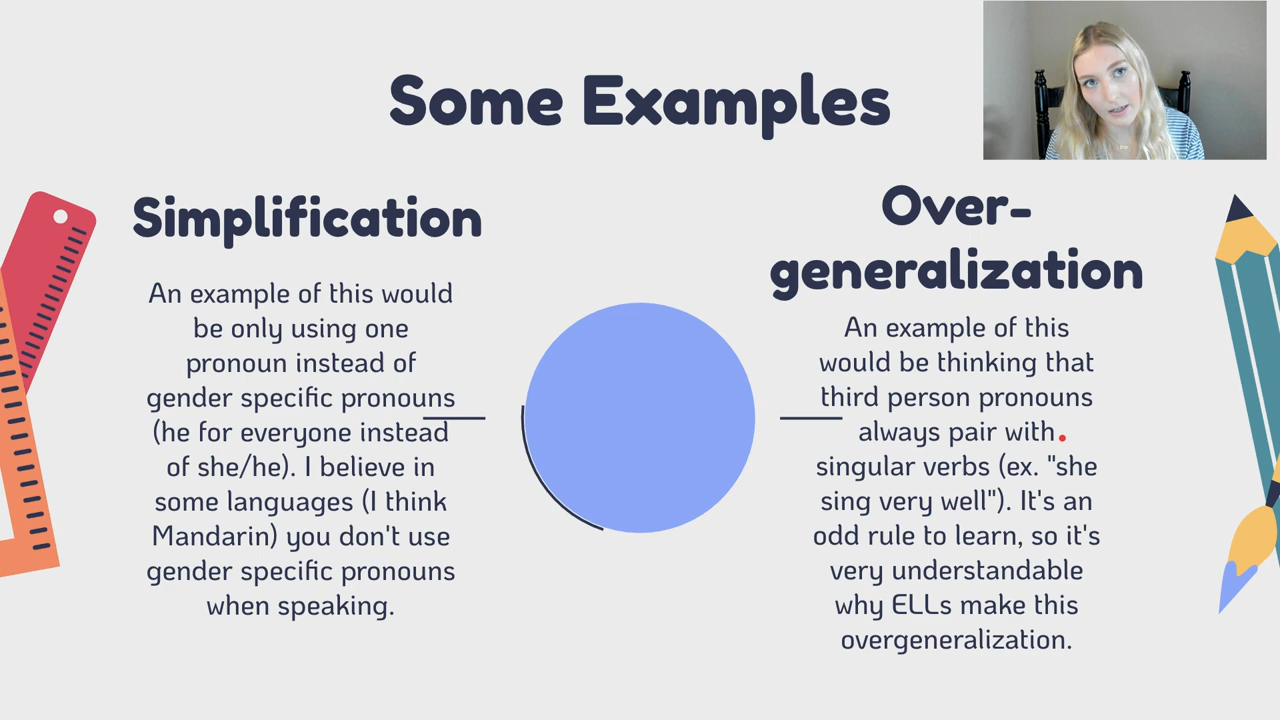 Some Examples
Simplification
An example of this would
be only using one
pronoun instead of
gender specific pronouns
(he for everyone instead
of she/he). I believe in
some languages (I think
Mandarin) you don't use
gender specific pronouns
when speaking.
Over-
generalization
An example of this
would be thinking that
third person pronouns
always pair with
singular verbs (ex. "she
sing very well"). It's an
odd rule to learn, so it's
very understandable
why ELLs make this
overgeneralization.